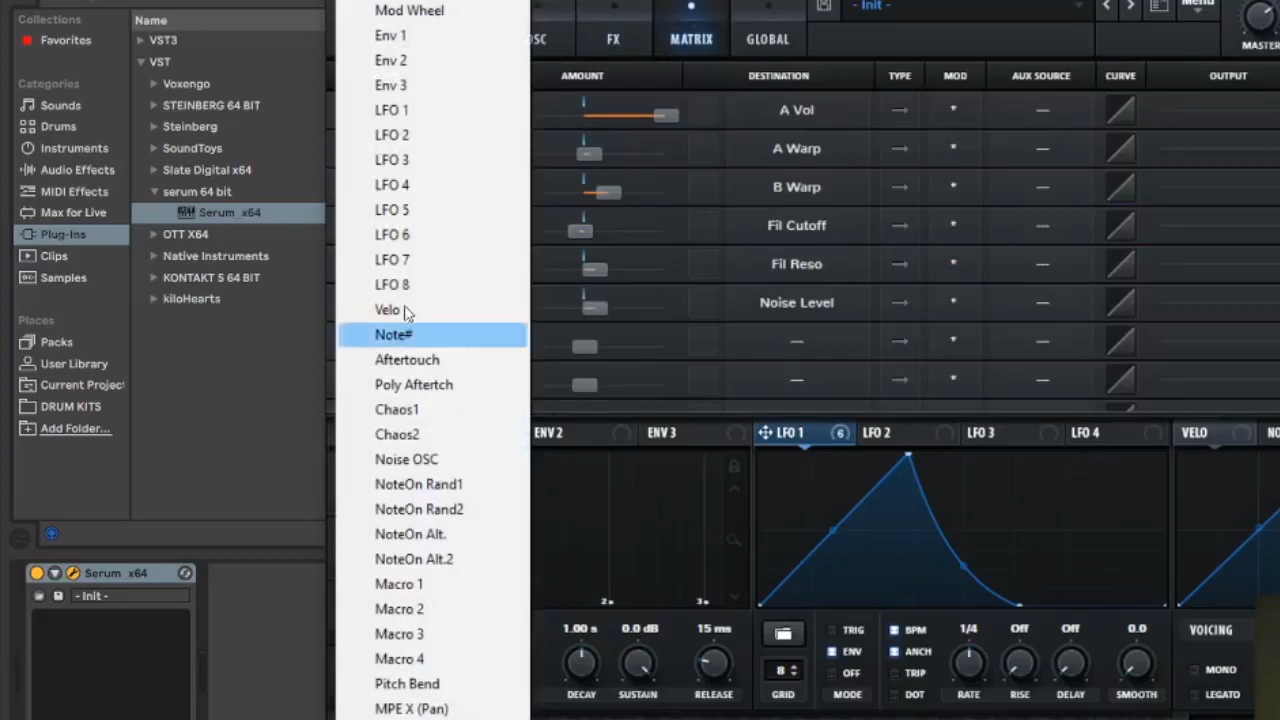 Collections
Favorites
Categories
Sounds
Drums
Instruments
Audio Effects
MIDI Effects
Max for Live
Plug-Ins
Clips
Samples
Places
Packs
User Library
Current Project
DRUM KITS
Add Folder...
Name
VST3
VST
Voxengo
STEINBERG 64 BIT
Steinberg
SoundToys
Slate Digital x64
serum 64 bit
Serum_x64
OTT X64
Native Instruments
KONTAKT 5 64 BIT
kiloHearts
Mod Wheel
Env 1
Env 2
Env 3
LFO 1
LFO 2
LFO 3
LFO 4
LFO 5
LFO 6
LFO 7
LFO 8
Velo
Note#
Aftertouch
Poly Aftertch
Chaos1
Chaos2
Noise OSC
NoteOn Rand1
NoteOn Rand2
NoteOn Alt.
NoteOn Alt.2
Macro 1
Macro 2
Macro 3
Macro 4
Pitch Bend
MPE X (Pan)
- Init -
Menu
OSC FX MATRIX GLOBAL
MASTER
AMOUNT DESTINATION TYPE MOD AUX SOURCE CURVE OUTPUT
A Vol
A Warp
B Warp
Fil Cutoff
Fil Reso
Noise Level
ENV 2 ENV 3 LFO 1 6 LFO 2 LFO 3 LFO 4 VELO NO
2s 3s
1.00 s 0.0 dB 15 ms
DECAY SUSTAIN RELEASE
8
GRID
TRIG
ENV
OFF
MODE
BPM
ANCH
TRIP
DOT
1/4 Off Off 0.0
RATE RISE DELAY SMOOTH
VOICING
MONO
LEGATO
Serum_x64
- Init -